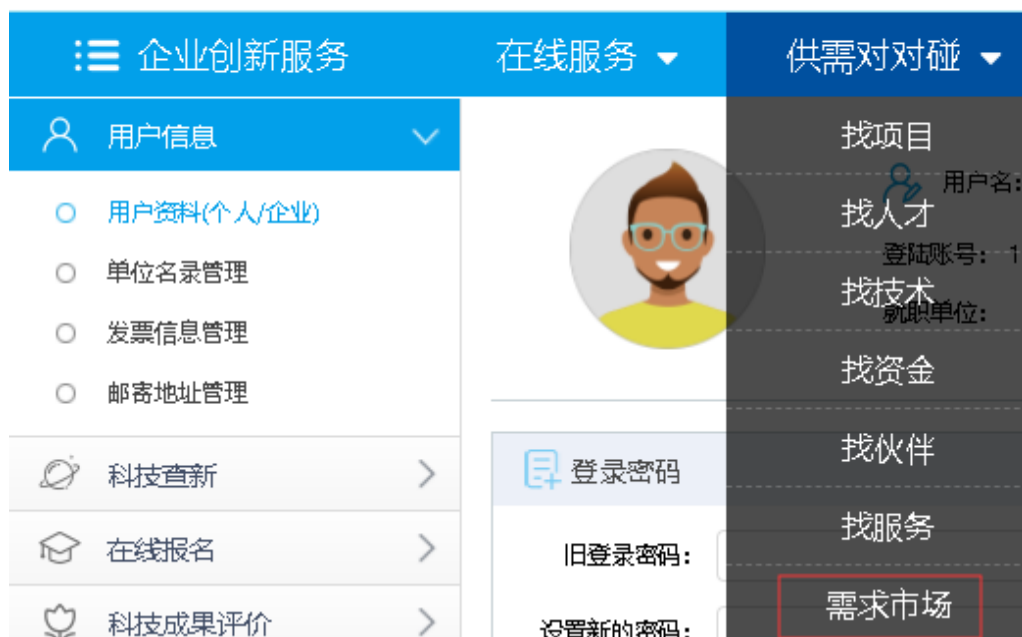 企业创新服务
在线服务
供需对对碰
用户信息
用户资料(个人/企业)
单位名录管理
发票信息管理
邮寄地址管理
科技查新
在线报名
科技成果评价
用户名:
登陆账号: 1
就职单位:
登录密码
旧登录密码:
设置新的密码:
找项目
找人才
找技术
找资金
找伙伴
找服务
需求市场